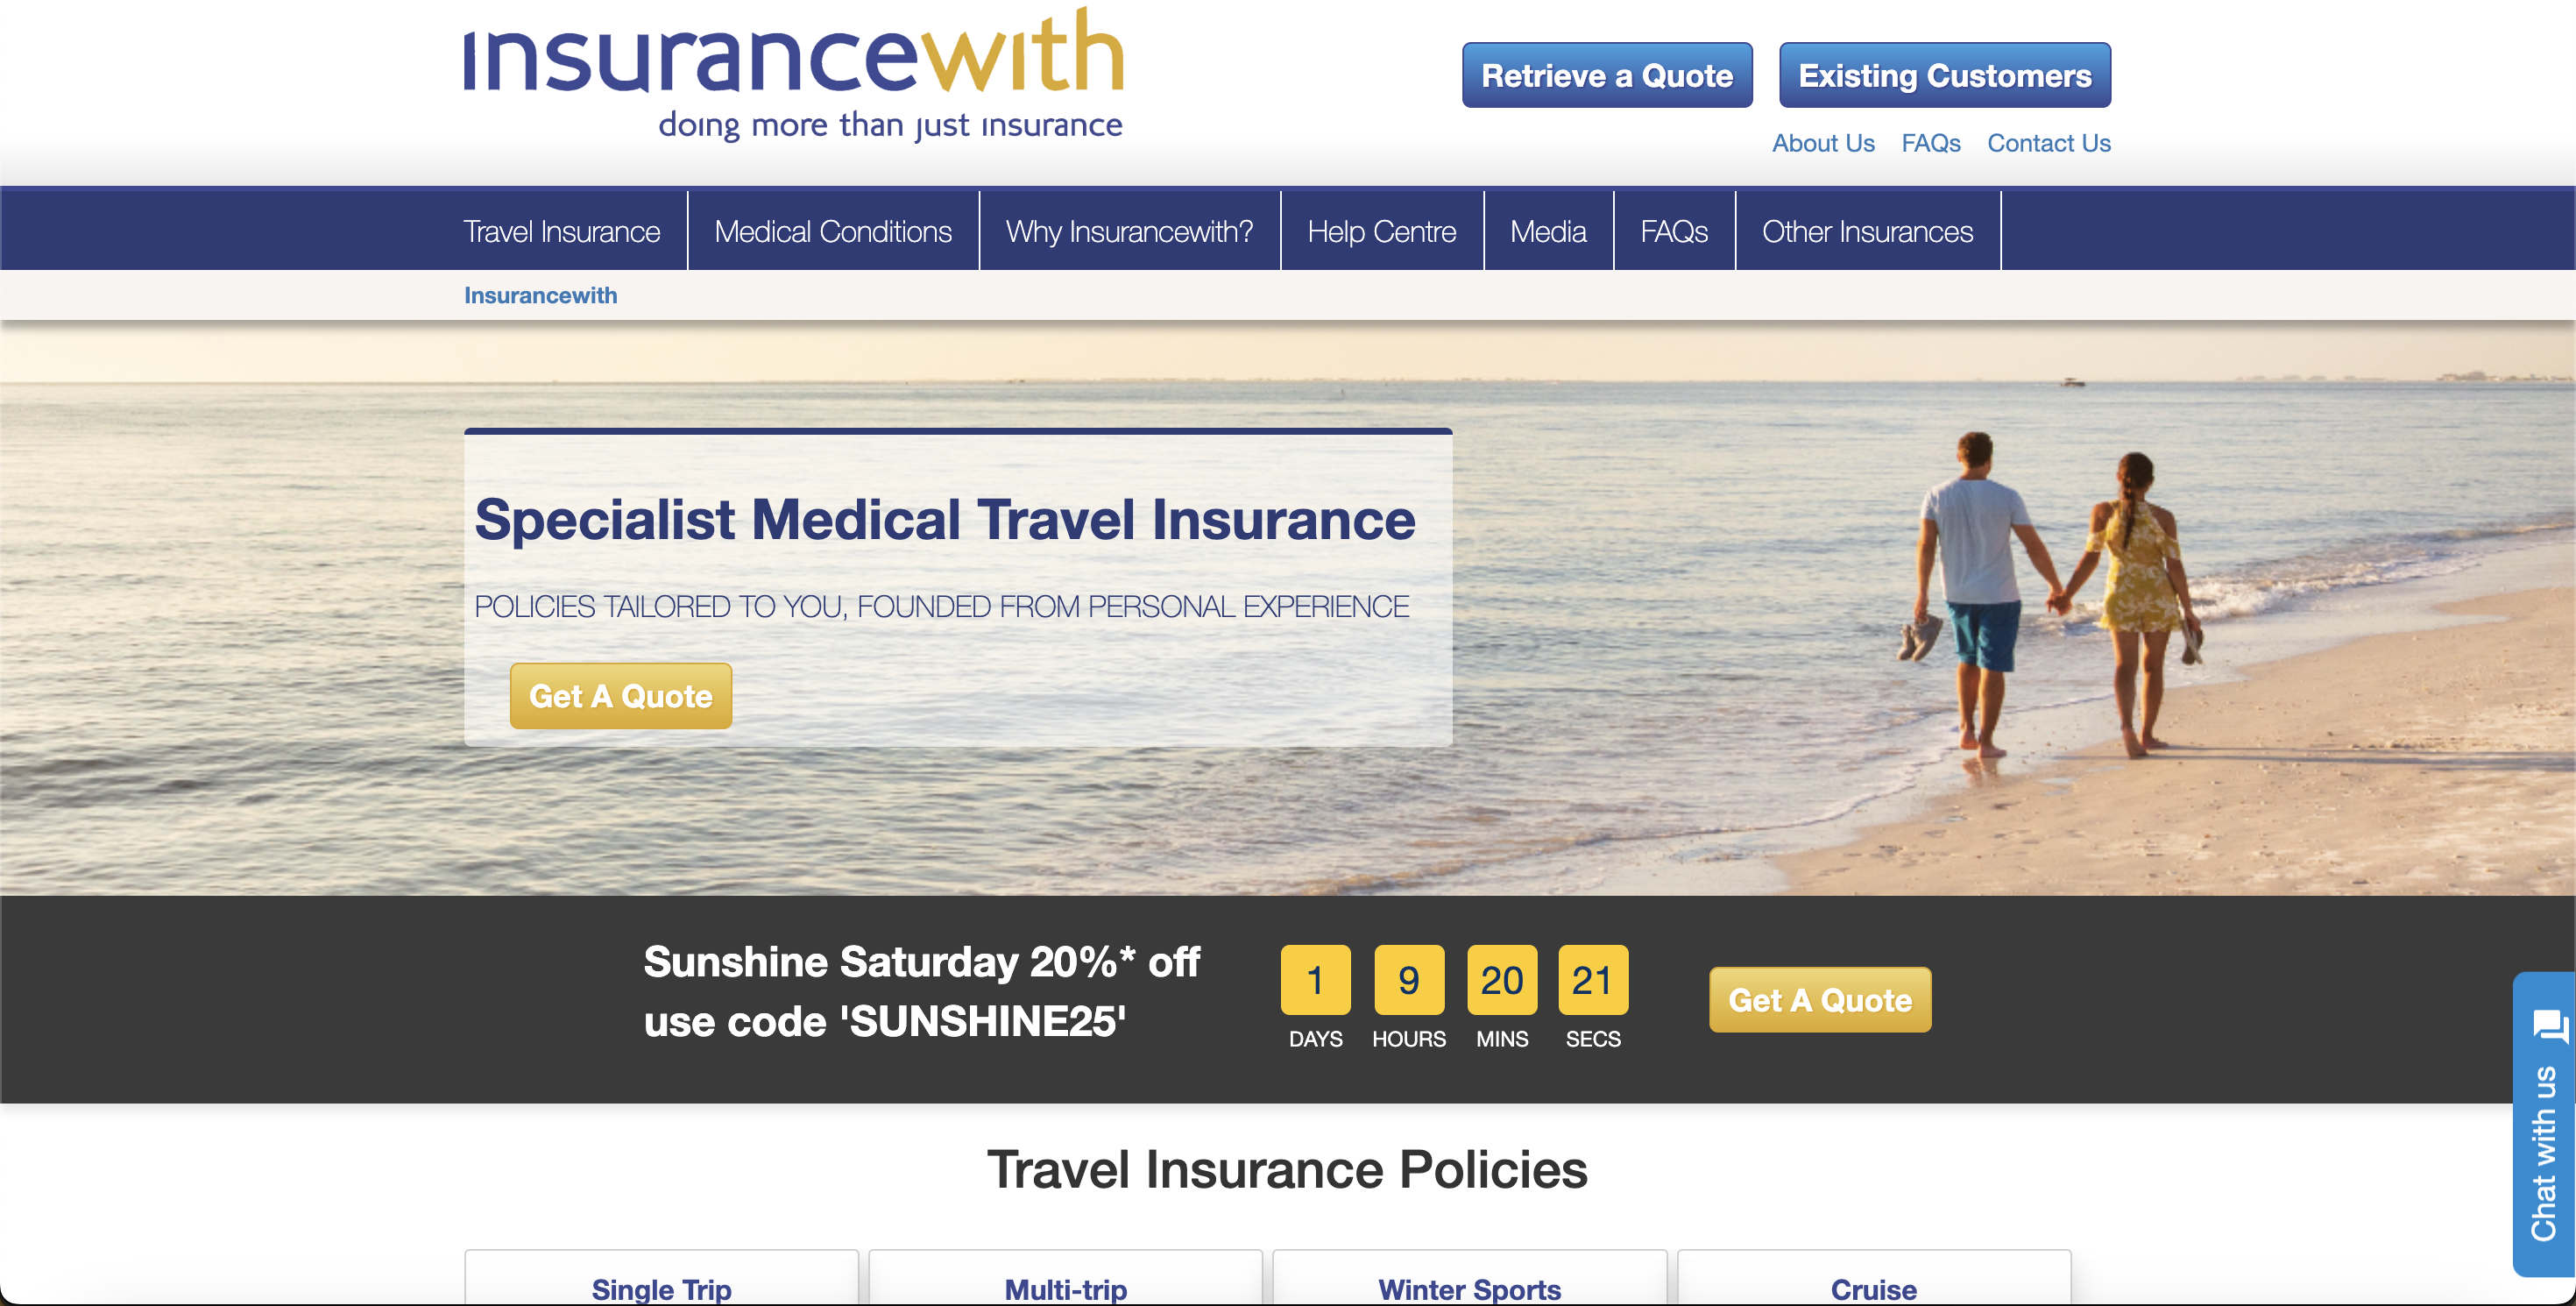 insurancewith
doing more than just insurance
Retrieve a Quote
Existing Customers
About Us
FAQs
Contact Us
Travel Insurance
Medical Conditions
Why Insurancewith?
Help Centre
Media
FAQs
Other Insurances
Insurancewith
Specialist Medical Travel Insurance
POLICIES TAILORED TO YOU, FOUNDED FROM PERSONAL EXPERIENCE
Get A Quote
Sunshine Saturday 20%* off
use code 'SUNSHINE25'
1 9 20 21
DAYS HOURS MINS SECS
Get A Quote
Chat with us
Travel Insurance Policies
Single Trip
Multi-trip
Winter Sports
Cruise